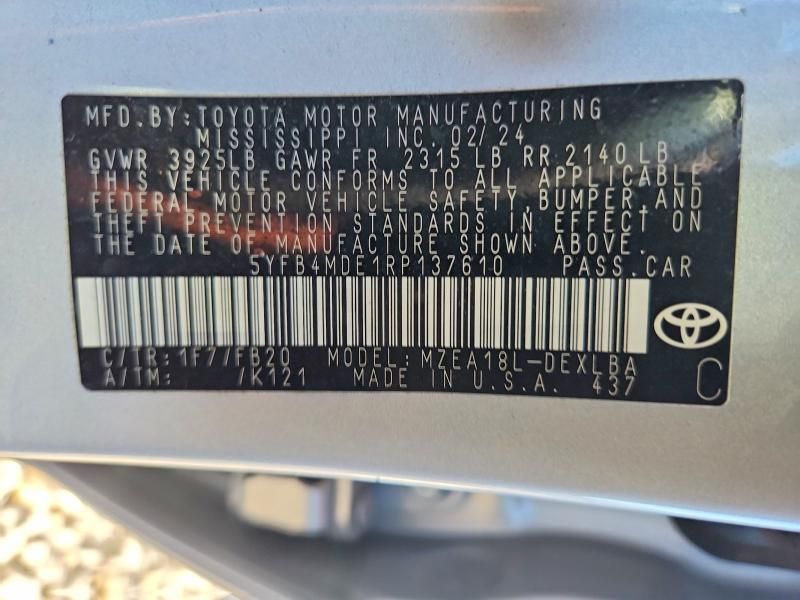 MFD.BY:TOYOTA MOTOR MANUFACTURING
MISSISSIPPI INC. 02/24
GVWR 3925LB GAWR FR 2315 LB RR 2140 LB
THIS VEHICLE CONFORMS TO ALL APPLICABLE
FEDERAL MOTOR VEHICLE SAFETY, BUMPER, AND
THEFT PREVENTION STANDARDS IN EFFECT ON
THE DATE OF MANUFACTURE SHOWN ABOVE.
5YFB4MDE1RP137610 PASS.CAR
C/TR:1F7/FB20 MODEL: MZEA18L-DEXLBA
A/TM: /K121 MADE IN U.S.A. 437 C